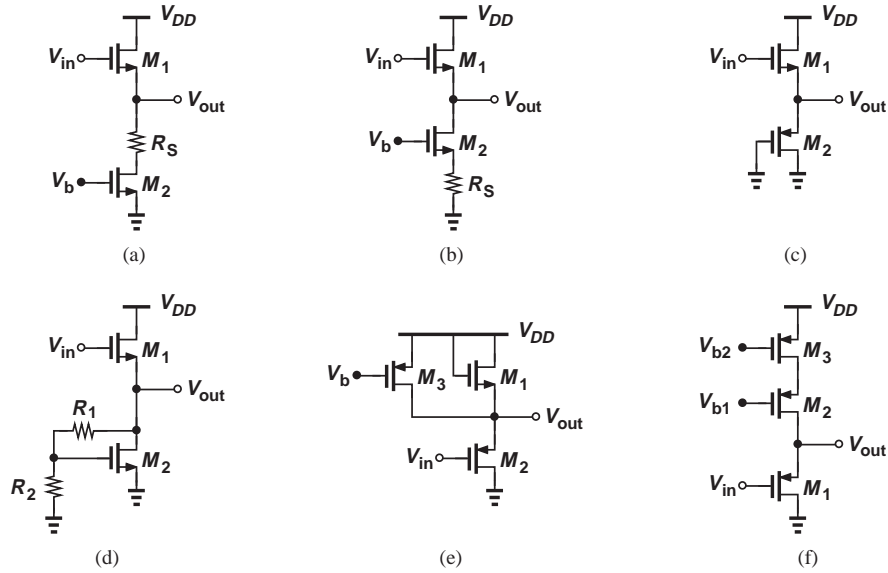 V_DD
V_in
M_1
V_out
R_S
V_b
M_2
(a)
V_DD
V_in
M_1
V_out
V_b
M_2
R_S
(b)
V_DD
V_in
M_1
V_out
M_2
(c)
V_DD
V_in
M_1
V_out
R_1
M_2
R_2
(d)
V_DD
V_b
M_3
M_1
V_out
V_in
M_2
(e)
V_DD
V_b2
M_3
V_b1
M_2
V_out
V_in
M_1
(f)